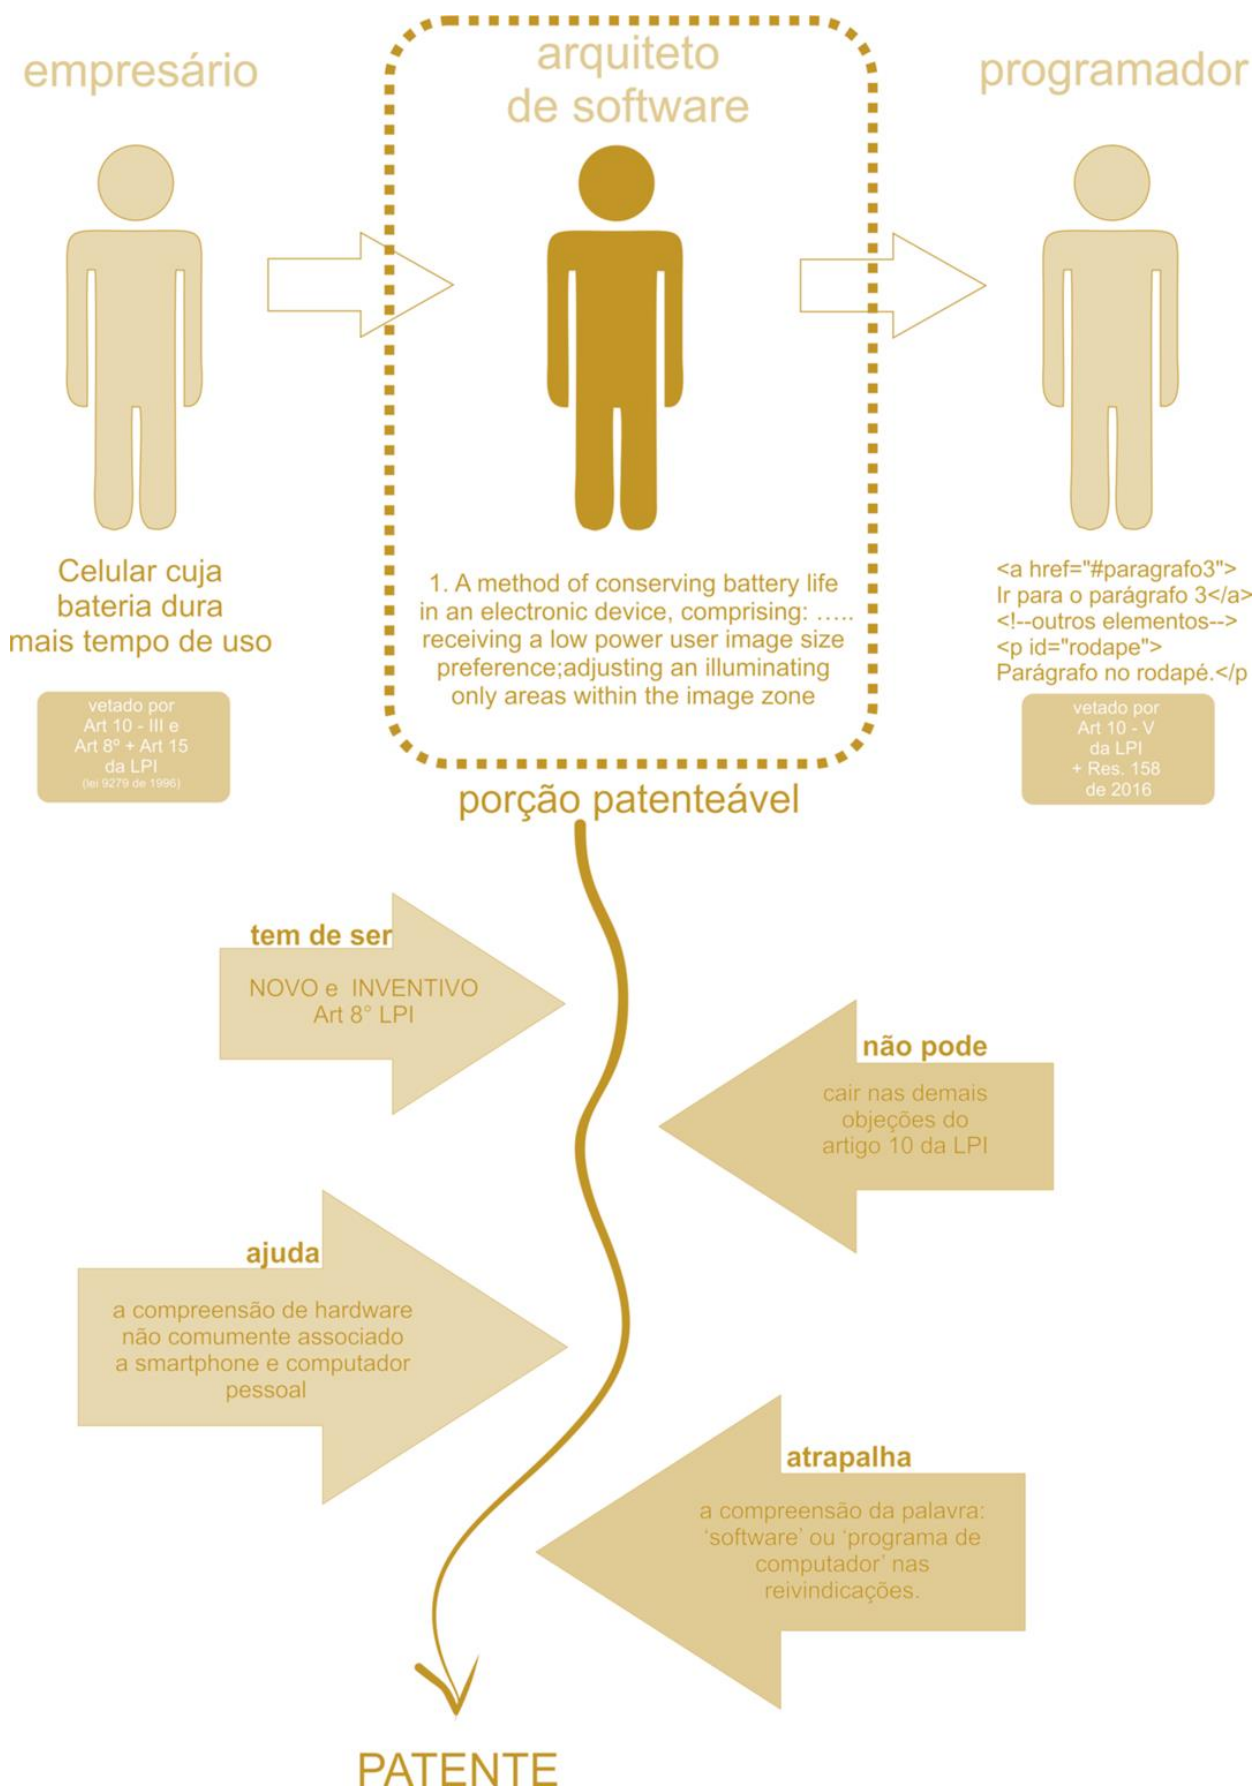 empresário
arquiteto
de software
programador
Celular cuja
bateria dura
mais tempo de uso
vetado por
Art 10 - III e
Art 8º + Art 15
da LPI
(lei 9279 de 1996)
1. A method of conserving battery life
in an electronic device, comprising: .....
receiving a low power user image size
preference;adjusting an illuminating
only areas within the image zone
<a href="#paragrafo3">
Ir para o parágrafo 3</a>
<!--outros elementos-->
<p id="rodape">
Parágrafo no rodapé.</p
vetado por
Art 10 - V
da LPI
+ Res. 158
de 2016
porção patenteável
tem de ser
NOVO e INVENTIVO
Art 8° LPI
não pode
cair nas demais
objeções do
artigo 10 da LPI
ajuda
a compreensão de hardware
não comumente associado
a smartphone e computador
pessoal
atrapalha
a compreensão da palavra:
'software' ou 'programa de
computador' nas
reivindicações.
PATENTE